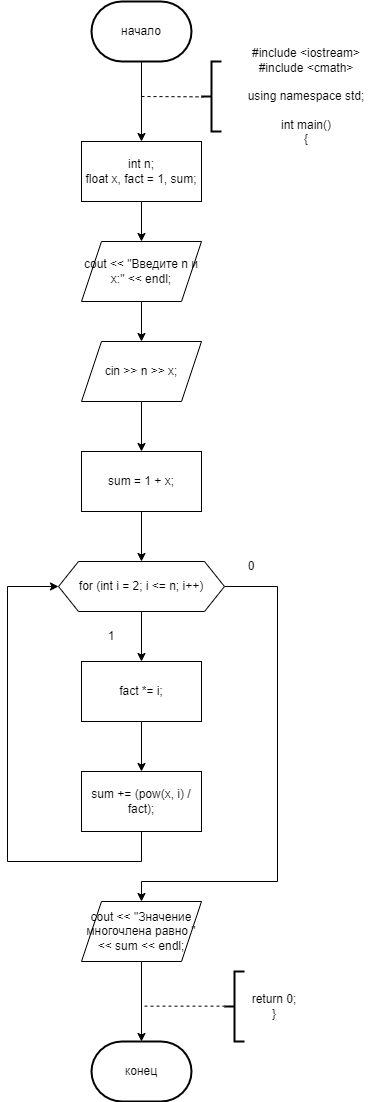 начало
#include <iostream>
#include <cmath>
using namespace std;
int main()
{
int n;
float x, fact = 1, sum;
cout << "Введите n и
x:" << endl;
cin >> n >> x;
sum = 1 + x;
0
for (int i = 2; i <= n; i++)
1
fact *= i;
sum += (pow(x, i) /
fact);
cout << "Значение
многочлена равно "
<< sum << endl;
return 0;
}
конец